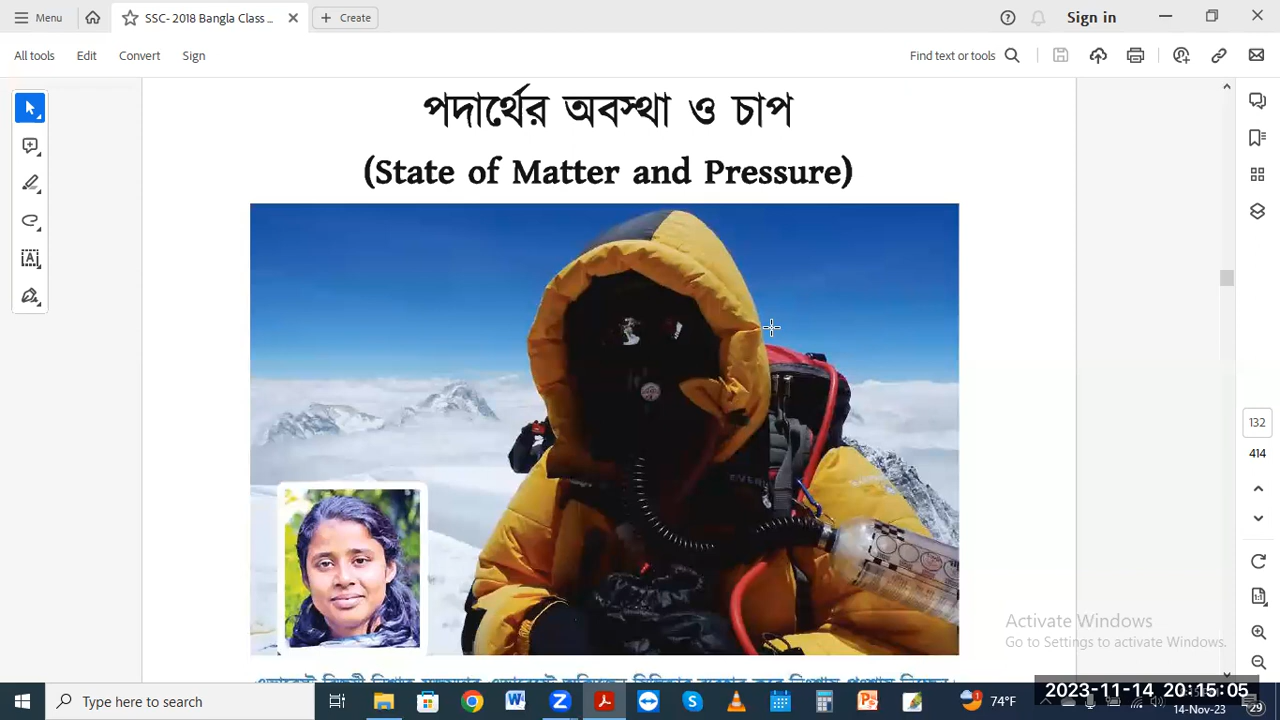 Menu
SSC- 2018 Bangla Class ...
Create
Sign in
All tools
Edit
Convert
Sign
Find text or tools
পদার্থের অবস্থা ও চাপ
(State of Matter and Pressure)
132
414
Activate Windows
Go to Settings to activate Windows.
Type here to search
74°F
2023-11-14 20:15:05
14-Nov-23